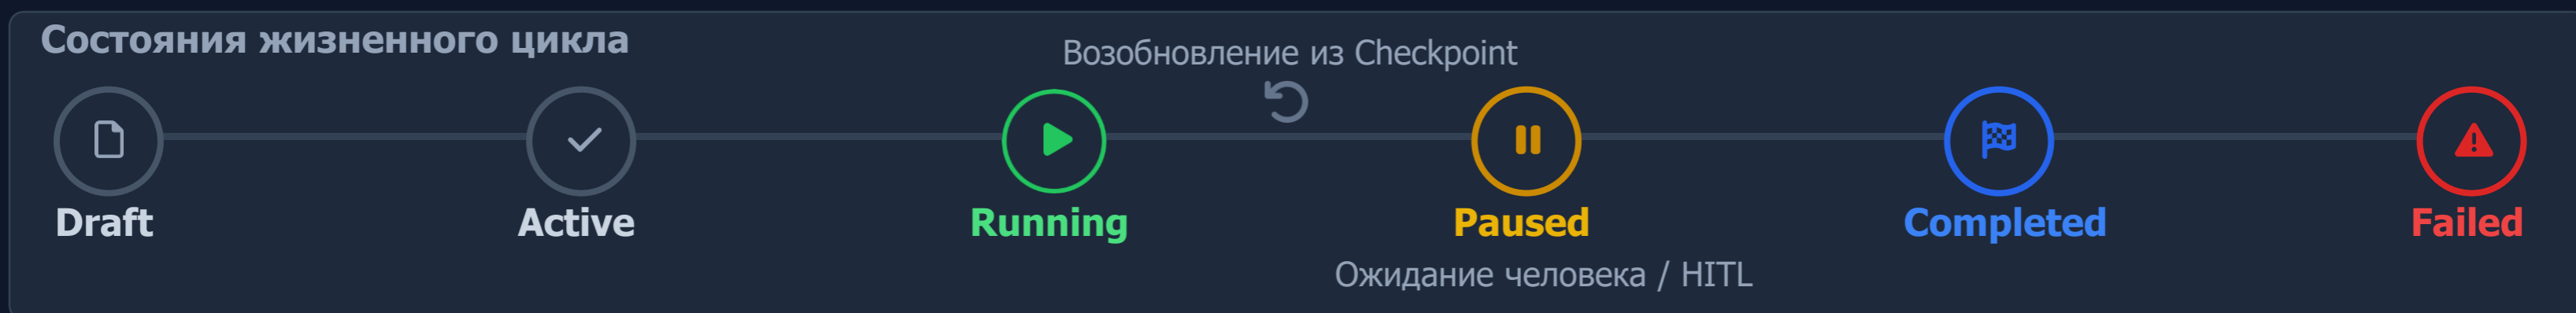 Состояния жизненного цикла
Возобновление из Checkpoint
Draft
Active
Running
Paused
Completed
Failed
Ожидание человека / HITL